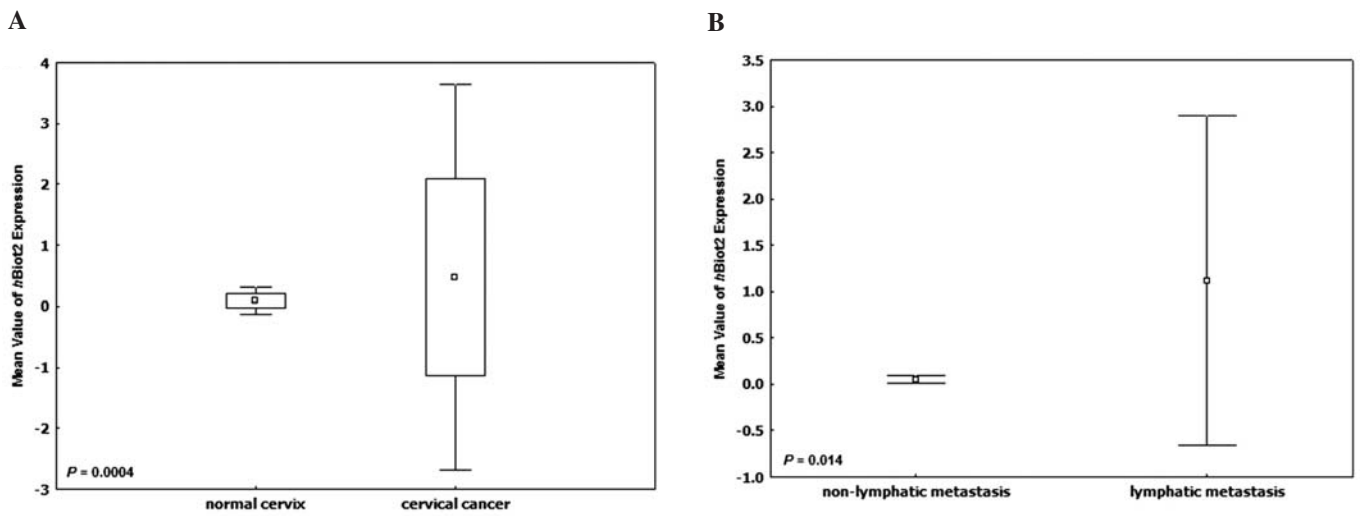 A
Mean Value of hBiot2 Expression
4
3
2
1
0
-1
-2
-3
P = 0.0004
normal cervix
cervical cancer
B
Mean Value of hBiot2 Expression
3.5
3.0
2.5
2.0
1.5
1.0
0.5
0.0
-0.5
-1.0
P = 0.014
non-lymphatic metastasis
lymphatic metastasis